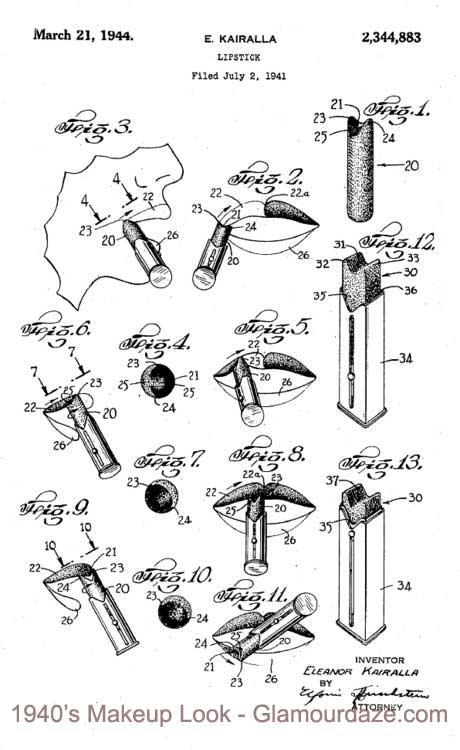 March 21, 1944. E. KAIRALLA 2,344,883
LIPSTICK
Filed July 2, 1941
Fig. 1.
21
23
25
24
20
Fig. 3.
4
4
22
23
20
26
Fig. 2.
22
22a
21
23
24
20
26
Fig. 12.
31
32
33
30
35
36
34
Fig. 6.
7
7
25
23
22
20
26
Fig. 4.
23
21
25
25
24
Fig. 5.
22
23
25
20
26
Fig. 7.
23
24
Fig. 8.
22a
23
22
25
20
26
Fig. 13.
37
30
35
34
Fig. 9.
10
10
21
22
23
24
20
26
Fig. 10.
23
24
Fig. 11.
25
24
20
21
23
26
INVENTOR
ELEANOR KAIRALLA
BY
ATTORNEY
1940's Makeup Look - Glamourdaze.com